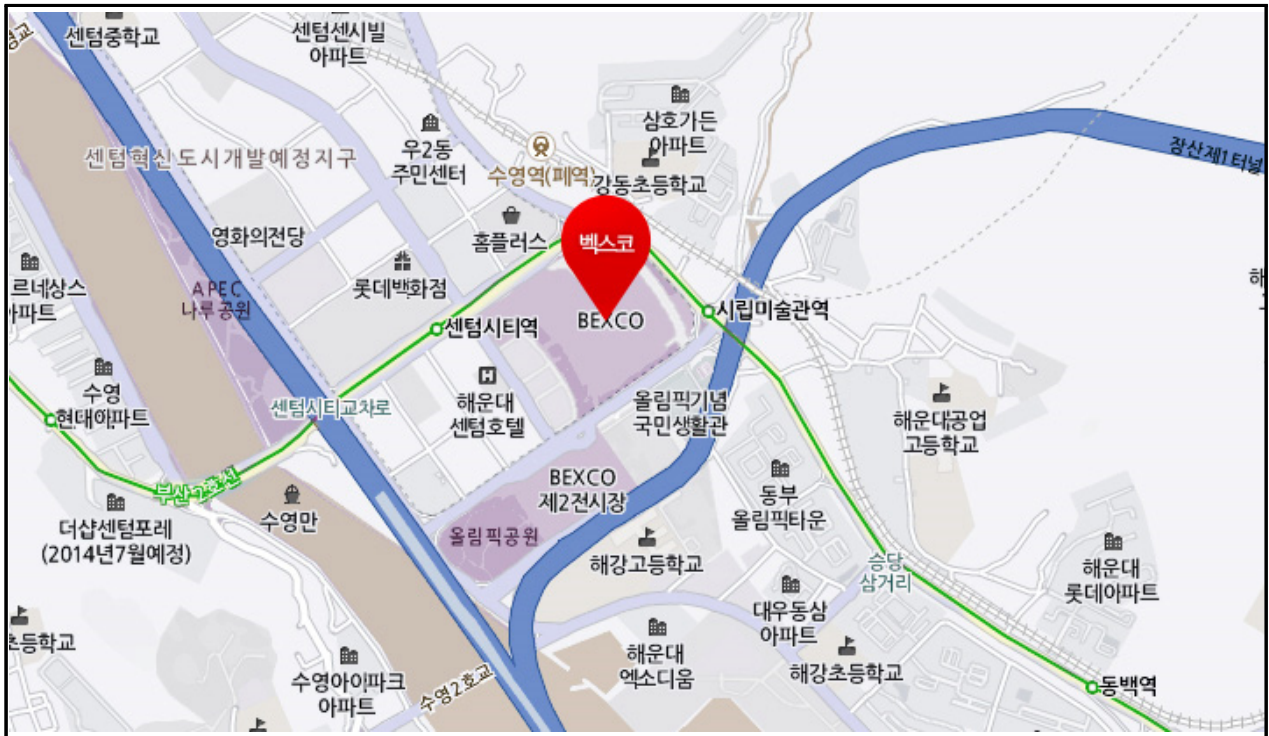 센텀중학교
센텀센시빌
아파트
삼호가든
아파트
우2동
주민센터
수영역(폐역)
강동초등학교
장산제1터널
센텀혁신도시개발예정지구
영화의전당
홈플러스
벡스코
르네상스
아파트
APEC
나루공원
롯데백화점
센텀시티역
BEXCO
시립미술관역
수영
현대아파트
센텀시티교차로
해운대
센텀호텔
올림픽기념
국민생활관
해운대공업
고등학교
부산2호선
BEXCO
제2전시장
동부
올림픽타운
더샵센텀포레
(2014년7월예정)
수영만
올림픽공원
해강고등학교
승당
삼거리
해운대
롯데아파트
대우동삼
아파트
초등학교
해운대
엑소디움
해강초등학교
수영아이파크
아파트
수영2호교
동백역